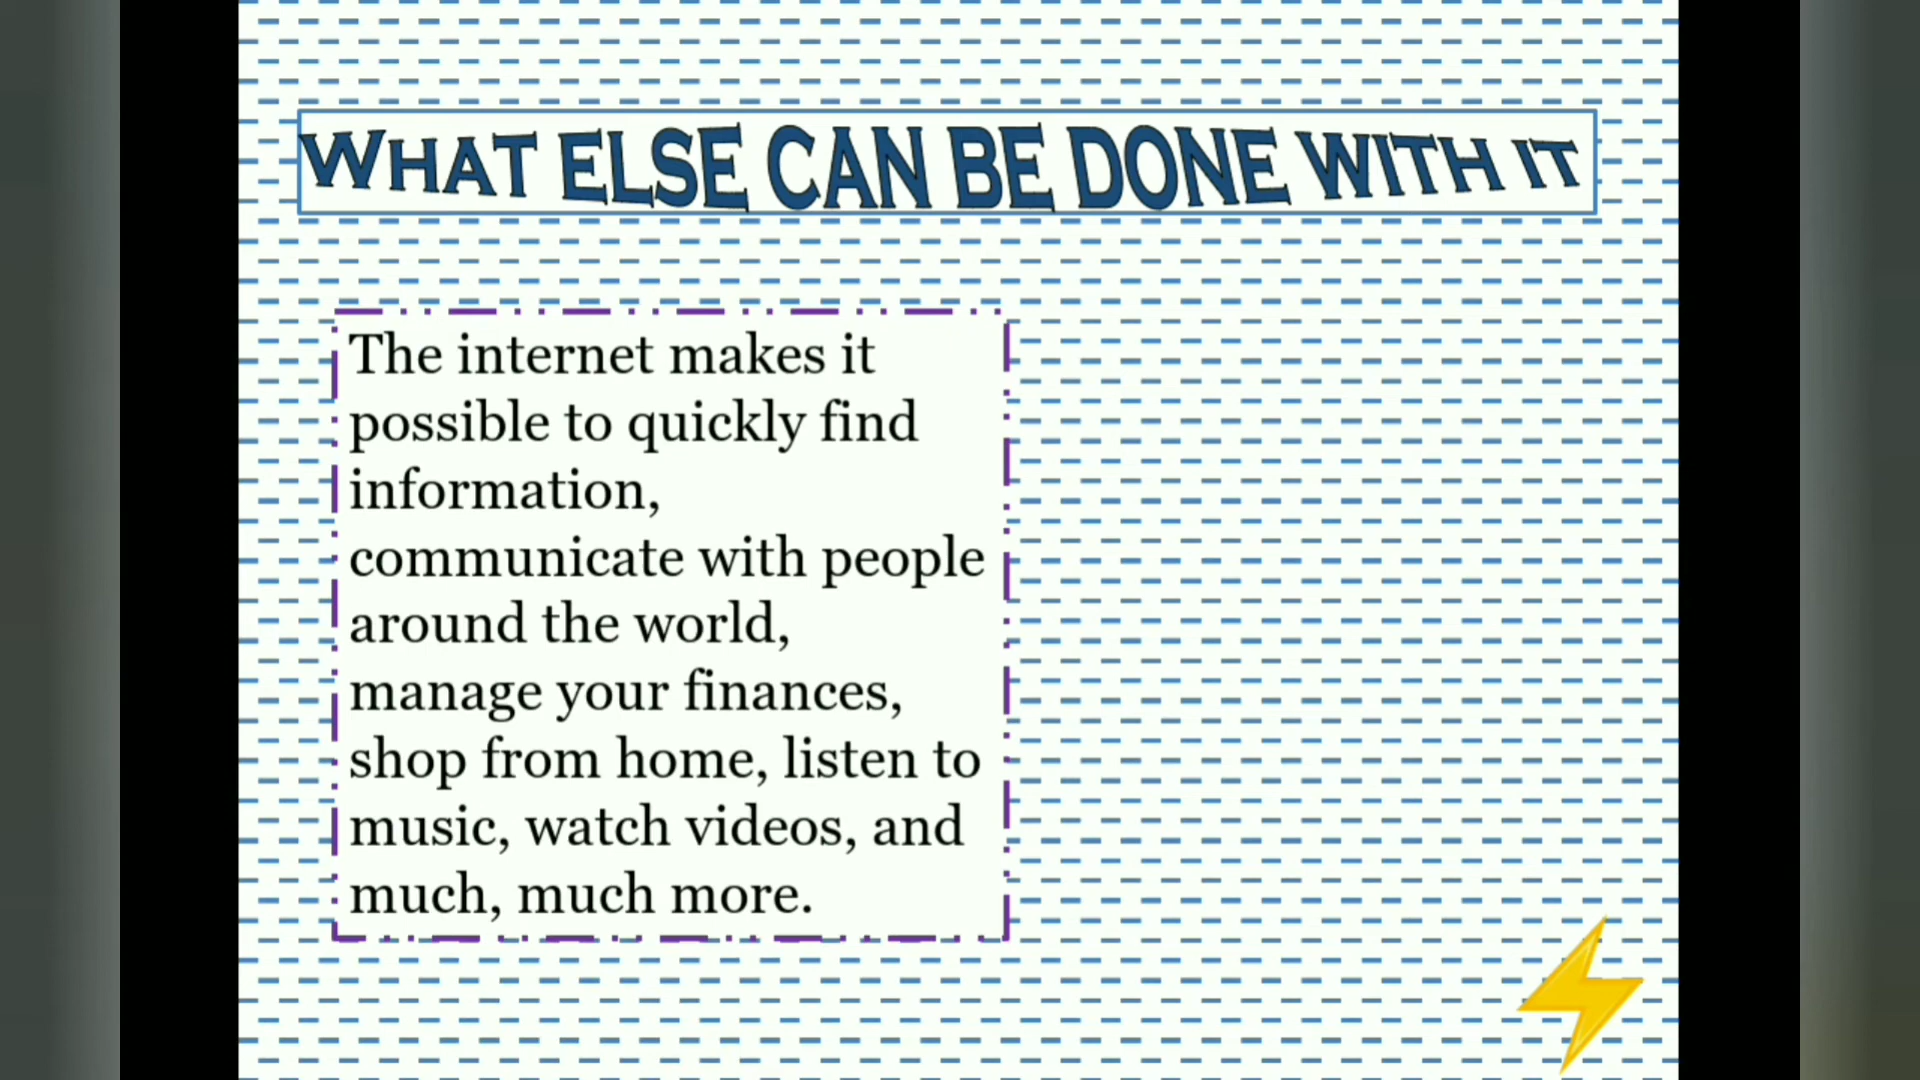 WHAT ELSE CAN BE DONE WITH IT
The internet makes it
possible to quickly find
information,
communicate with people
around the world,
manage your finances,
shop from home, listen to
music, watch videos, and
much, much more.